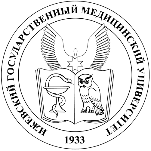 ИЖЕВСКИЙ ГОСУДАРСТВЕННЫЙ МЕДИЦИНСКИЙ УНИВЕРСИТЕТ
1933